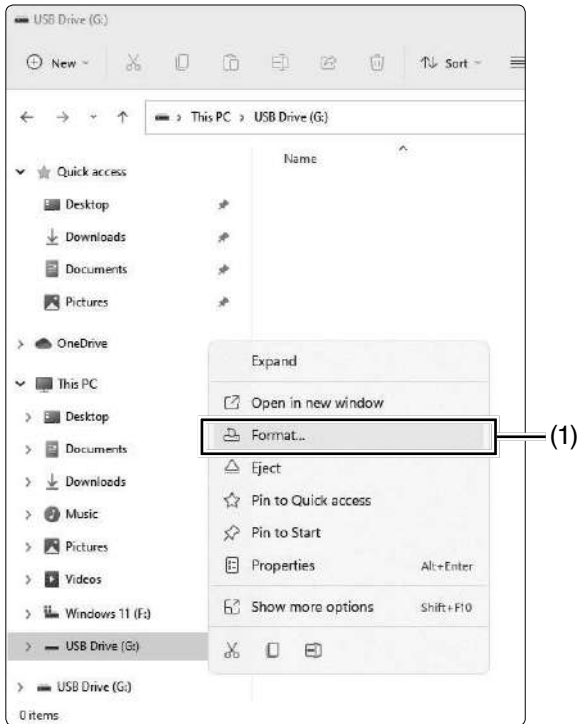 USB Drive (G:)
New
Sort
This PC > USB Drive (G:)
Name
Quick access
Desktop
Downloads
Documents
Pictures
OneDrive
This PC
Desktop
Documents
Downloads
Music
Pictures
Videos
Windows 11 (F:)
USB Drive (G:)
USB Drive (G:)
0 items
Expand
Open in new window
Format...
Eject
Pin to Quick access
Pin to Start
Properties Alt+Enter
Show more options Shift+F10
(1)